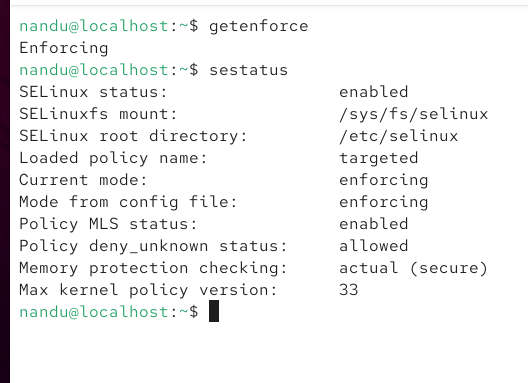 nandu@localhost:~$ getenforce
Enforcing
nandu@localhost:~$ sestatus
SELinux status:                 enabled
SELinuxfs mount:                /sys/fs/selinux
SELinux root directory:         /etc/selinux
Loaded policy name:             targeted
Current mode:                   enforcing
Mode from config file:          enforcing
Policy MLS status:              enabled
Policy deny_unknown status:     allowed
Memory protection checking:     actual (secure)
Max kernel policy version:      33
nandu@localhost:~$